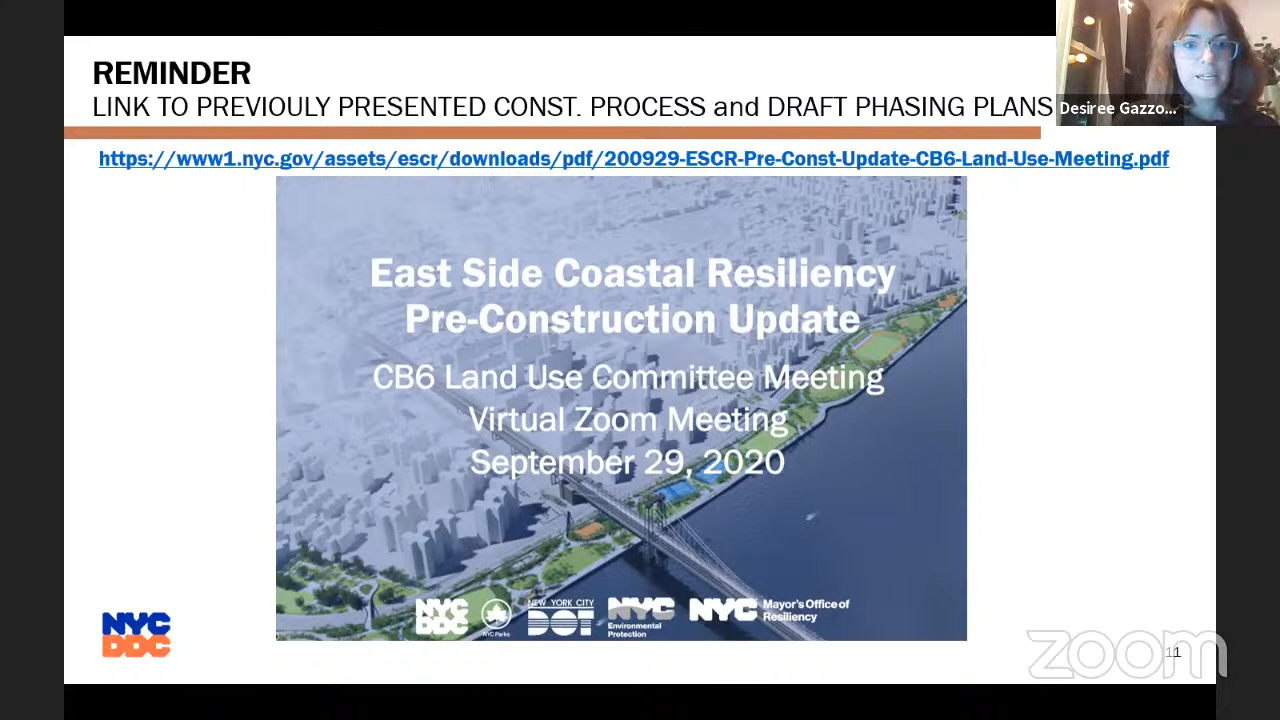 REMINDER
LINK TO PREVIOULY PRESENTED CONST. PROCESS and DRAFT PHASING PLANS
Desiree Gazzo...
https://www1.nyc.gov/assets/escr/downloads/pdf/200929-ESCR-Pre-Const-Update-CB6-Land-Use-Meeting.pdf
East Side Coastal Resiliency
Pre-Construction Update
CB6 Land Use Committee Meeting
Virtual Zoom Meeting
September 29, 2020
NYC
DDC
NYC Parks
NEW YORK CITY
DOT
NYC
Environmental
Protection
NYC
Mayor's Office of
Resiliency
NYC
DDC
zoom
11